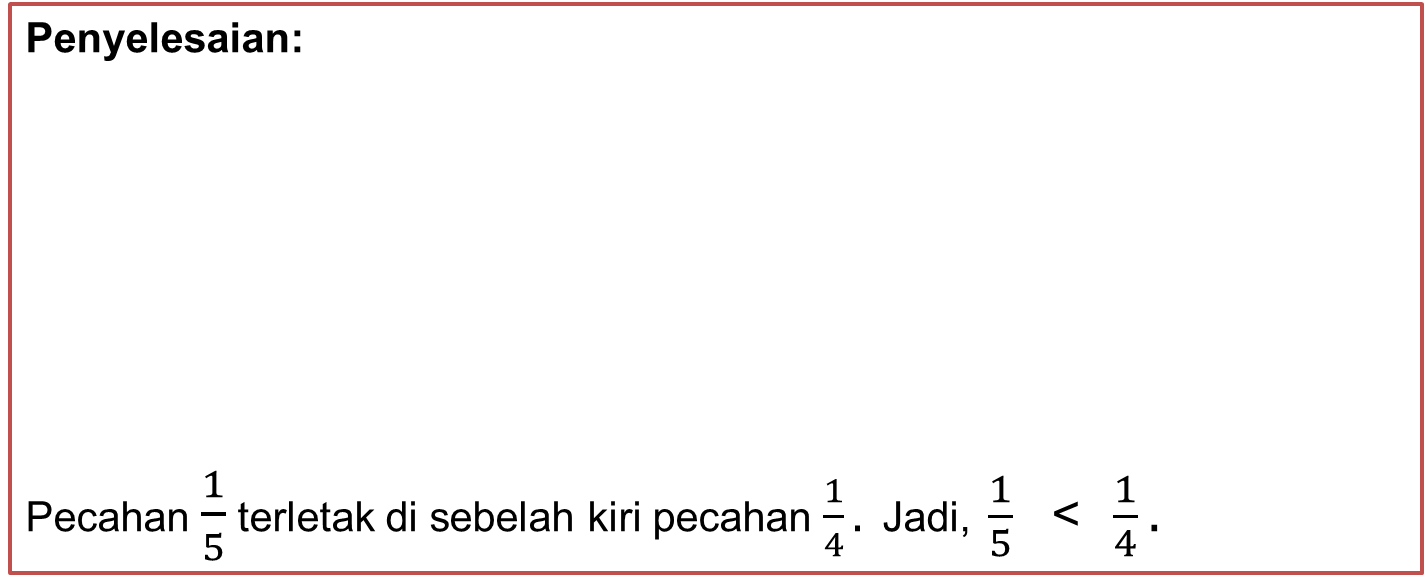 Penyelesaian:
Pecahan 1/5 terletak di sebelah kiri pecahan 1/4 . Jadi, 1/5 < 1/4 .